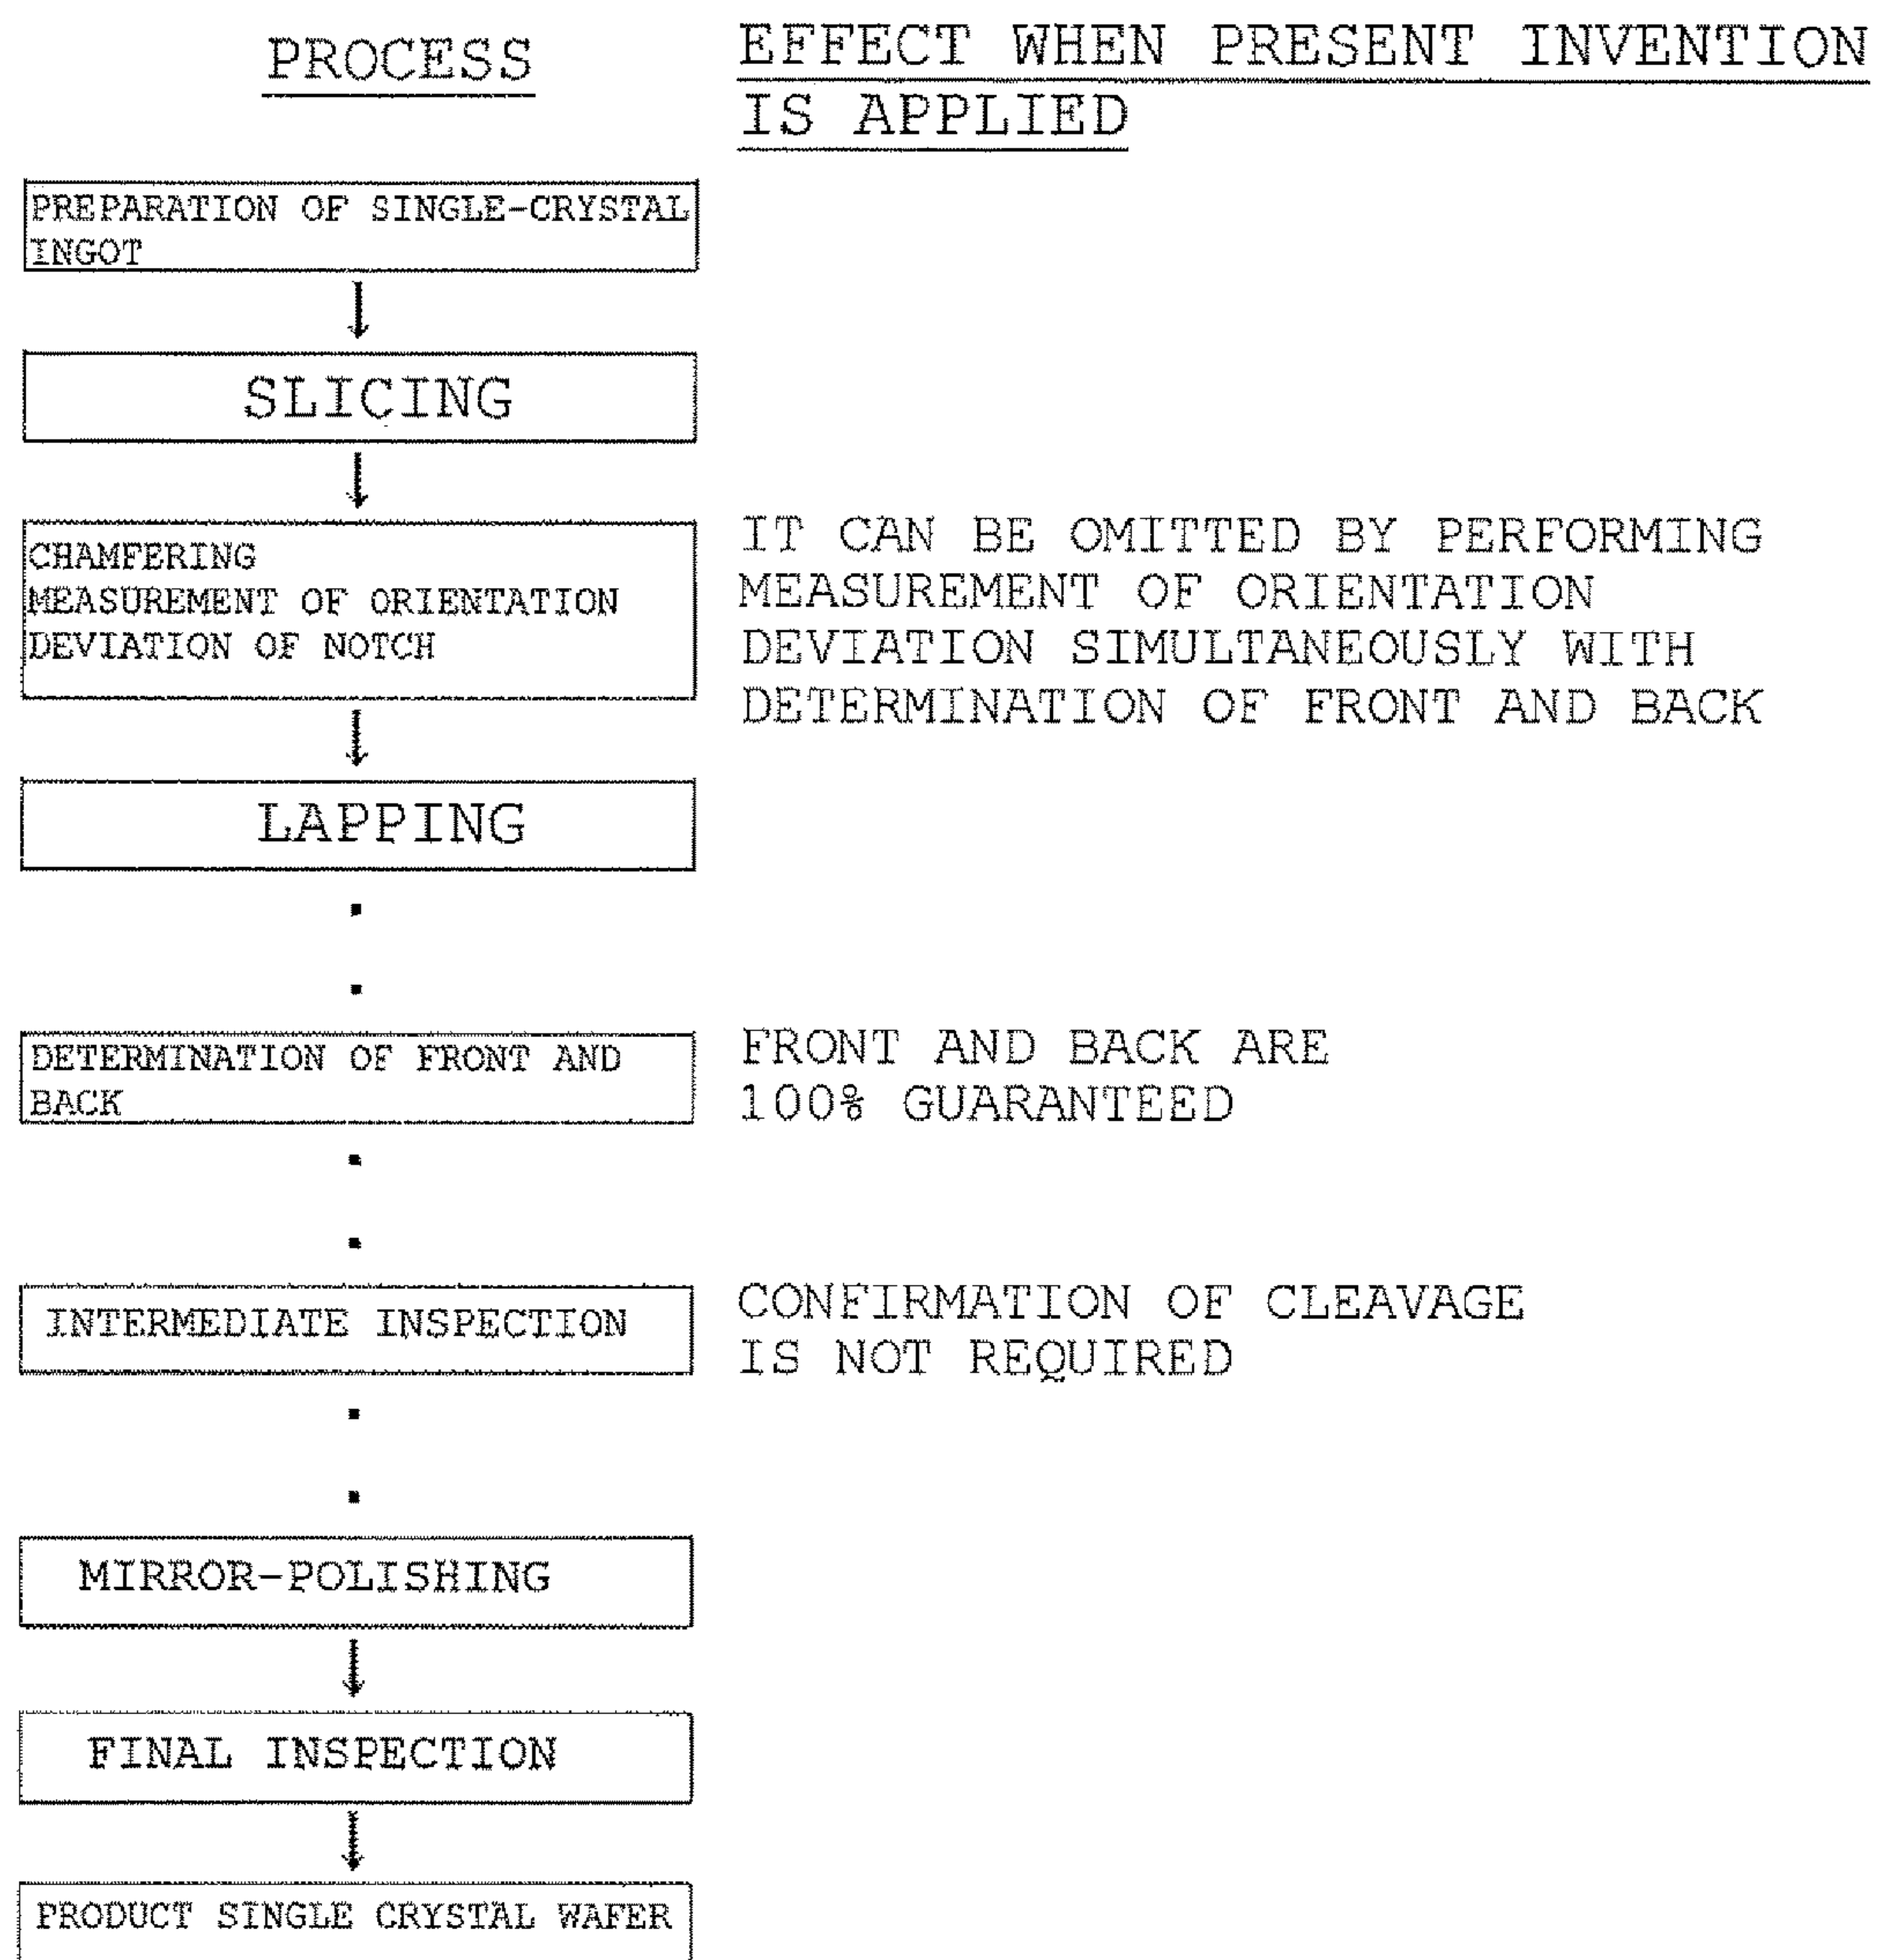 PROCESS
EFFECT WHEN PRESENT INVENTION
IS APPLIED
PREPARATION OF SINGLE-CRYSTAL
INGOT
SLICING
CHAMFERING
MEASUREMENT OF ORIENTATION
DEVIATION OF NOTCH
IT CAN BE OMITTED BY PERFORMING
MEASUREMENT OF ORIENTATION
DEVIATION SIMULTANEOUSLY WITH
DETERMINATION OF FRONT AND BACK
LAPPING
DETERMINATION OF FRONT AND
BACK
FRONT AND BACK ARE
100% GUARANTEED
INTERMEDIATE INSPECTION
CONFIRMATION OF CLEAVAGE
IS NOT REQUIRED
MIRROR-POLISHING
FINAL INSPECTION
PRODUCT SINGLE CRYSTAL WAFER